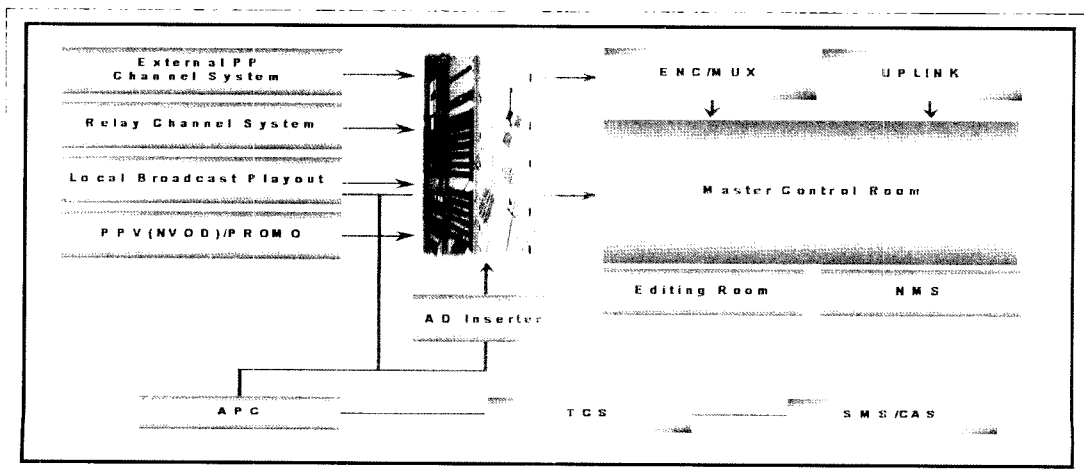 External PP
Channel System
Relay Channel System
Local Broadcast Playout
PPV(NVOD)/PROMO
ENC/MUX
UPLINK
Master Control Room
Editing Room
NMS
AD Inserter
APC
TCS
SMS/CAS